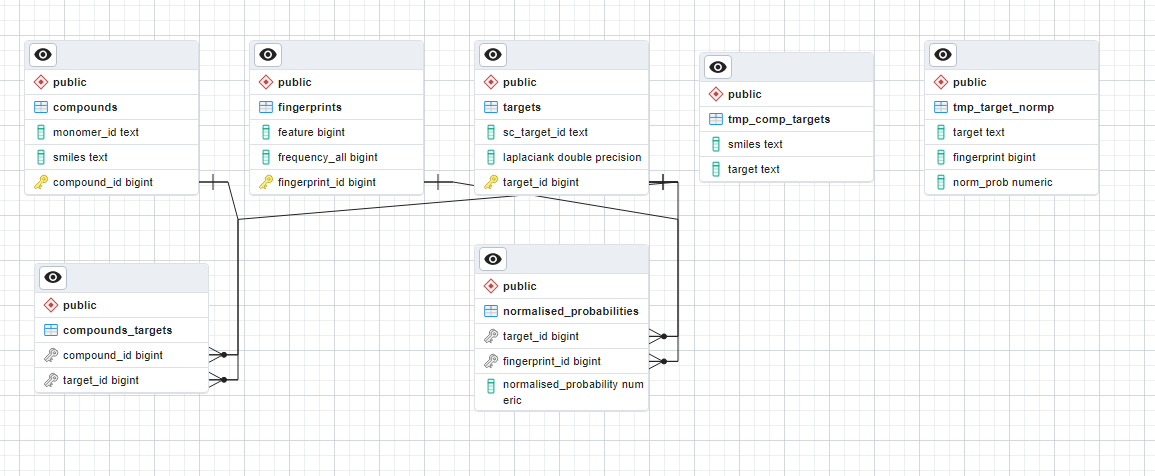 public
compounds
monomer_id text
smiles text
compound_id bigint
public
fingerprints
feature bigint
frequency_all bigint
fingerprint_id bigint
public
targets
sc_target_id text
laplaciank double precision
target_id bigint
public
tmp_comp_targets
smiles text
target text
public
tmp_target_normp
target text
fingerprint bigint
norm_prob numeric
public
compounds_targets
compound_id bigint
target_id bigint
public
normalised_probabilities
target_id bigint
fingerprint_id bigint
normalised_probability num
eric